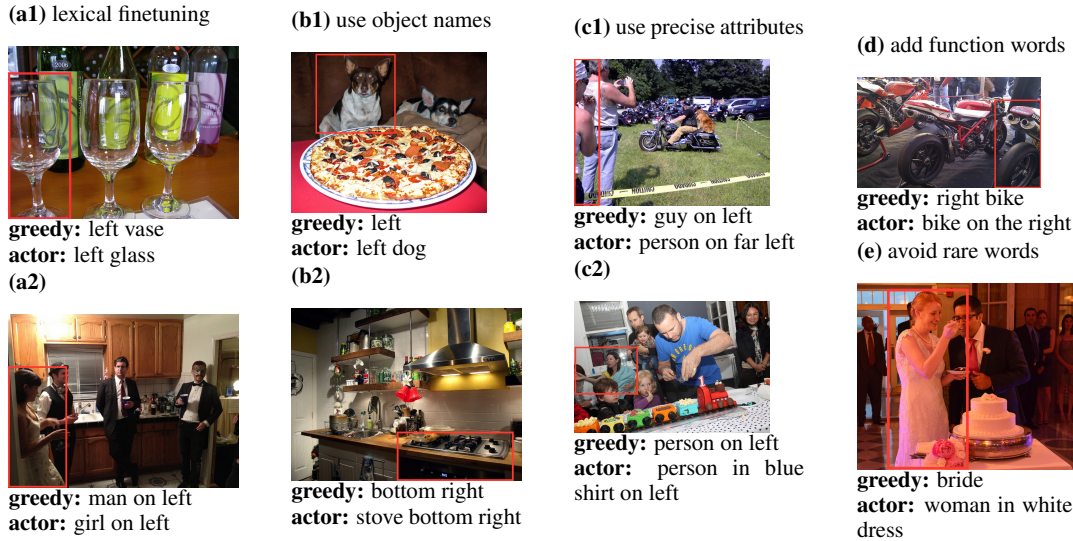 (a1) lexical finetuning
2006
greedy: left vase
actor: left glass
(a2)
greedy: man on left
actor: girl on left
(b1) use object names
greedy: left
actor: left dog
(b2)
greedy: bottom right
actor: stove bottom right
(c1) use precise attributes
CAUTION
CAUTION
greedy: guy on left
actor: person on far left
(c2)
greedy: person on left
actor: person in blue
shirt on left
(d) add function words
greedy: right bike
actor: bike on the right
(e) avoid rare words
greedy: bride
actor: woman in white
dress